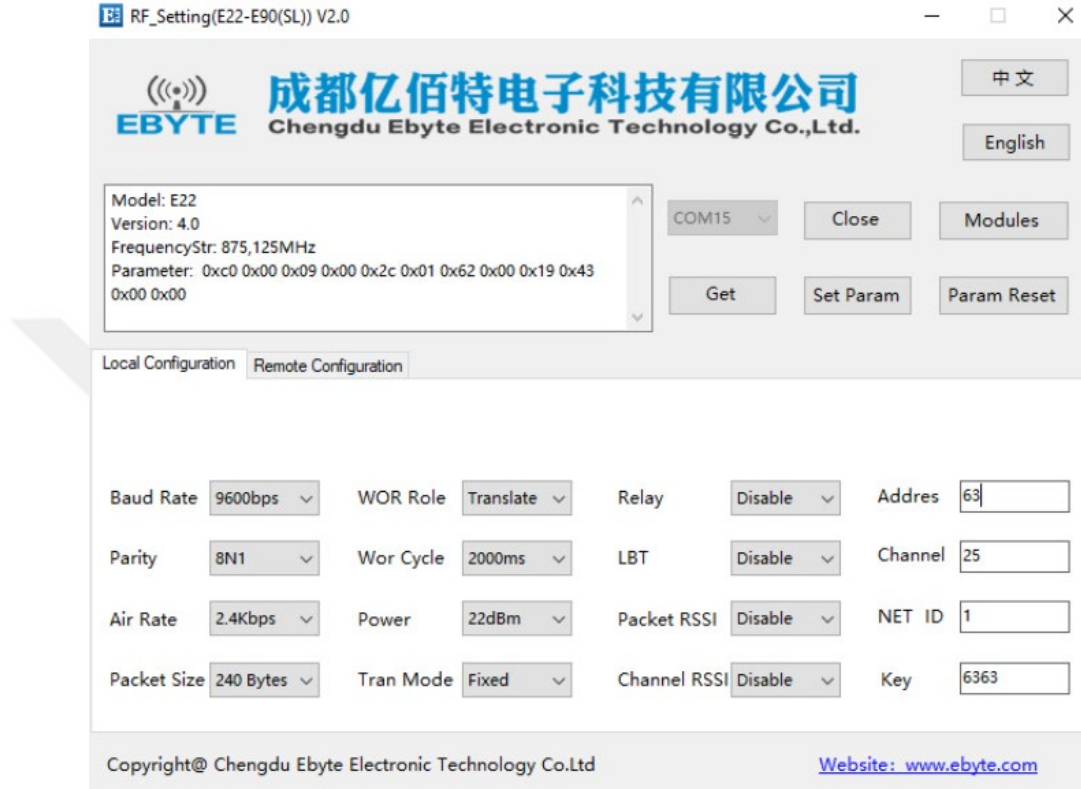 RF_Setting(E22-E90(SL)) V2.0
EBYTE
成都亿佰特电子科技有限公司
Chengdu Ebyte Electronic Technology Co.,Ltd.
中文
English
Model: E22
Version: 4.0
FrequencyStr: 875,125MHz
Parameter: 0xc0 0x00 0x09 0x00 0x2c 0x01 0x62 0x00 0x19 0x43
0x00 0x00
COM15 Close Modules
Get Set Param Param Reset
Local Configuration Remote Configuration
Baud Rate 9600bps WOR Role Translate Relay Disable Addres 63
Parity 8N1 Wor Cycle 2000ms LBT Disable Channel 25
Air Rate 2.4Kbps Power 22dBm Packet RSSI Disable NET ID 1
Packet Size 240 Bytes Tran Mode Fixed Channel RSSI Disable Key 6363
Copyright@ Chengdu Ebyte Electronic Technology Co.Ltd Website: www.ebyte.com